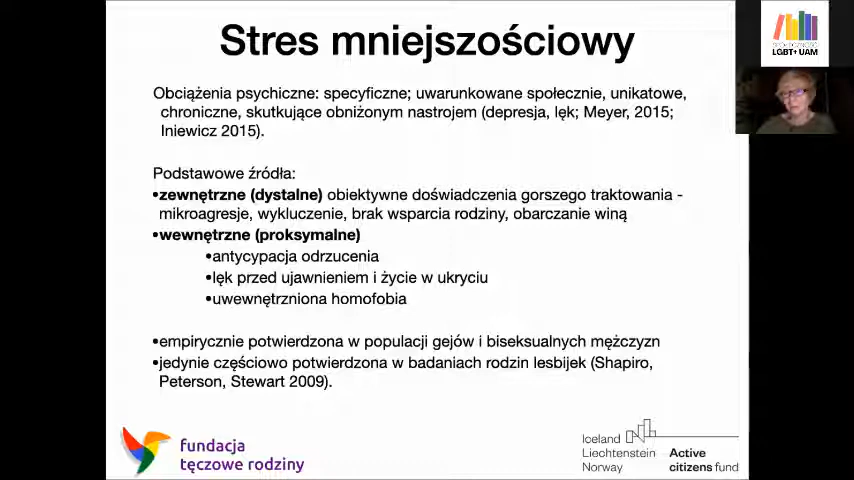 Stres mniejszościowy
Obciążenia psychiczne: specyficzne; uwarunkowane społecznie, unikatowe,
chroniczne, skutkujące obniżonym nastrojem (depresja, lęk; Meyer, 2015;
Iniewicz 2015).
Podstawowe źródła:
•zewnętrzne (dystalne) obiektywne doświadczenia gorszego traktowania -
mikroagresje, wykluczenie, brak wsparcia rodziny, obarczanie winą
•wewnętrzne (proksymalne)
•antycypacja odrzucenia
•lęk przed ujawnieniem i życie w ukryciu
•uwewnętrzniona homofobia
•empirycznie potwierdzona w populacji gejów i biseksualnych mężczyzn
•jedynie częściowo potwierdzona w badaniach rodzin lesbijek (Shapiro,
Peterson, Stewart 2009).
fundacja
tęczowe rodziny
Iceland
Liechtenstein
Norway
Active
citizens fund
SPOŁECZNOŚĆ
LGBT+ UAM